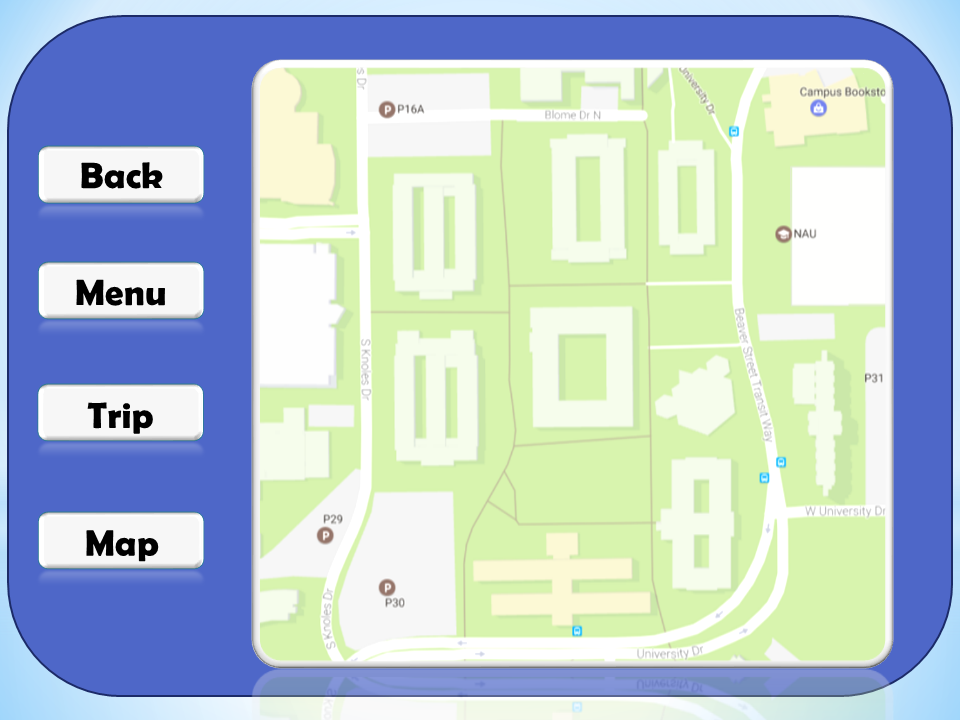 Back
Menu
Trip
Map
s Dr
P16A
Blome Dr N
University Dr
Campus Booksto
NAU
S Knoles Dr
Beaver Street Transit Way
P31
P29
W University Dr
P30
S Knoles Dr
University Dr